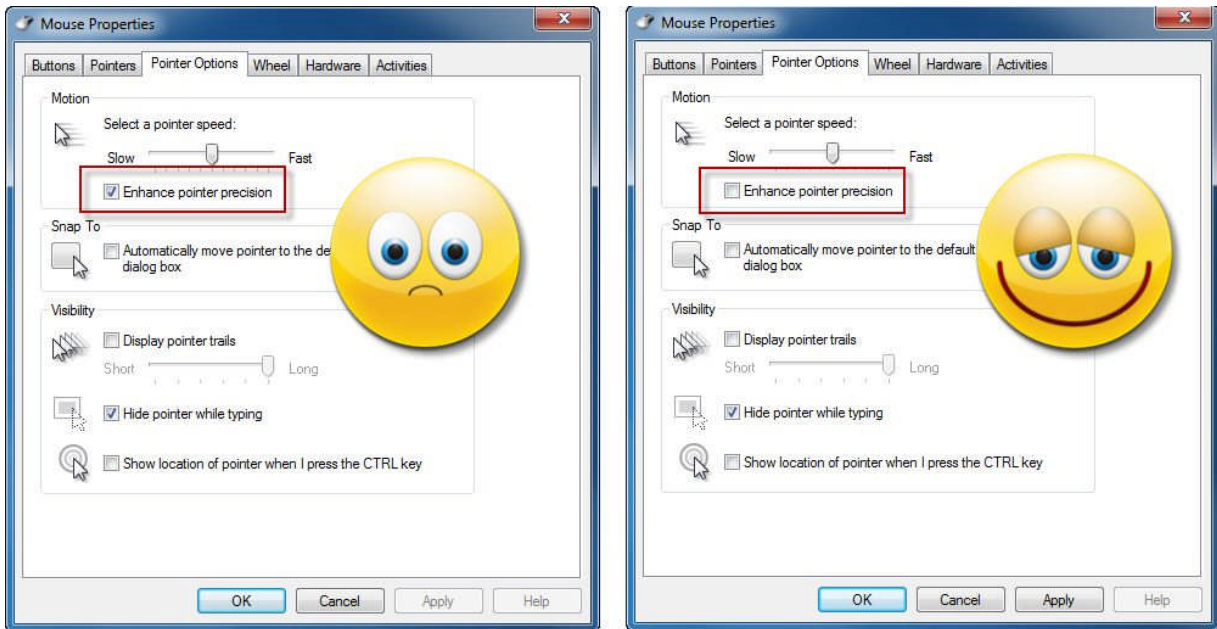 Mouse Properties
Buttons Pointers Pointer Options Wheel Hardware Activities
Motion
Select a pointer speed:
Slow Fast
Enhance pointer precision
Snap To
Automatically move pointer to the de
dialog box
Visibility
Display pointer trails
Short Long
Hide pointer while typing
Show location of pointer when I press the CTRL key
OK Cancel Apply Help
Mouse Properties
Buttons Pointers Pointer Options Wheel Hardware Activities
Motion
Select a pointer speed:
Slow Fast
Enhance pointer precision
Snap To
Automatically move pointer to the default
dialog box
Visibility
Display pointer trails
Short Long
Hide pointer while typing
Show location of pointer when I press the CTRL key
OK Cancel Apply Help